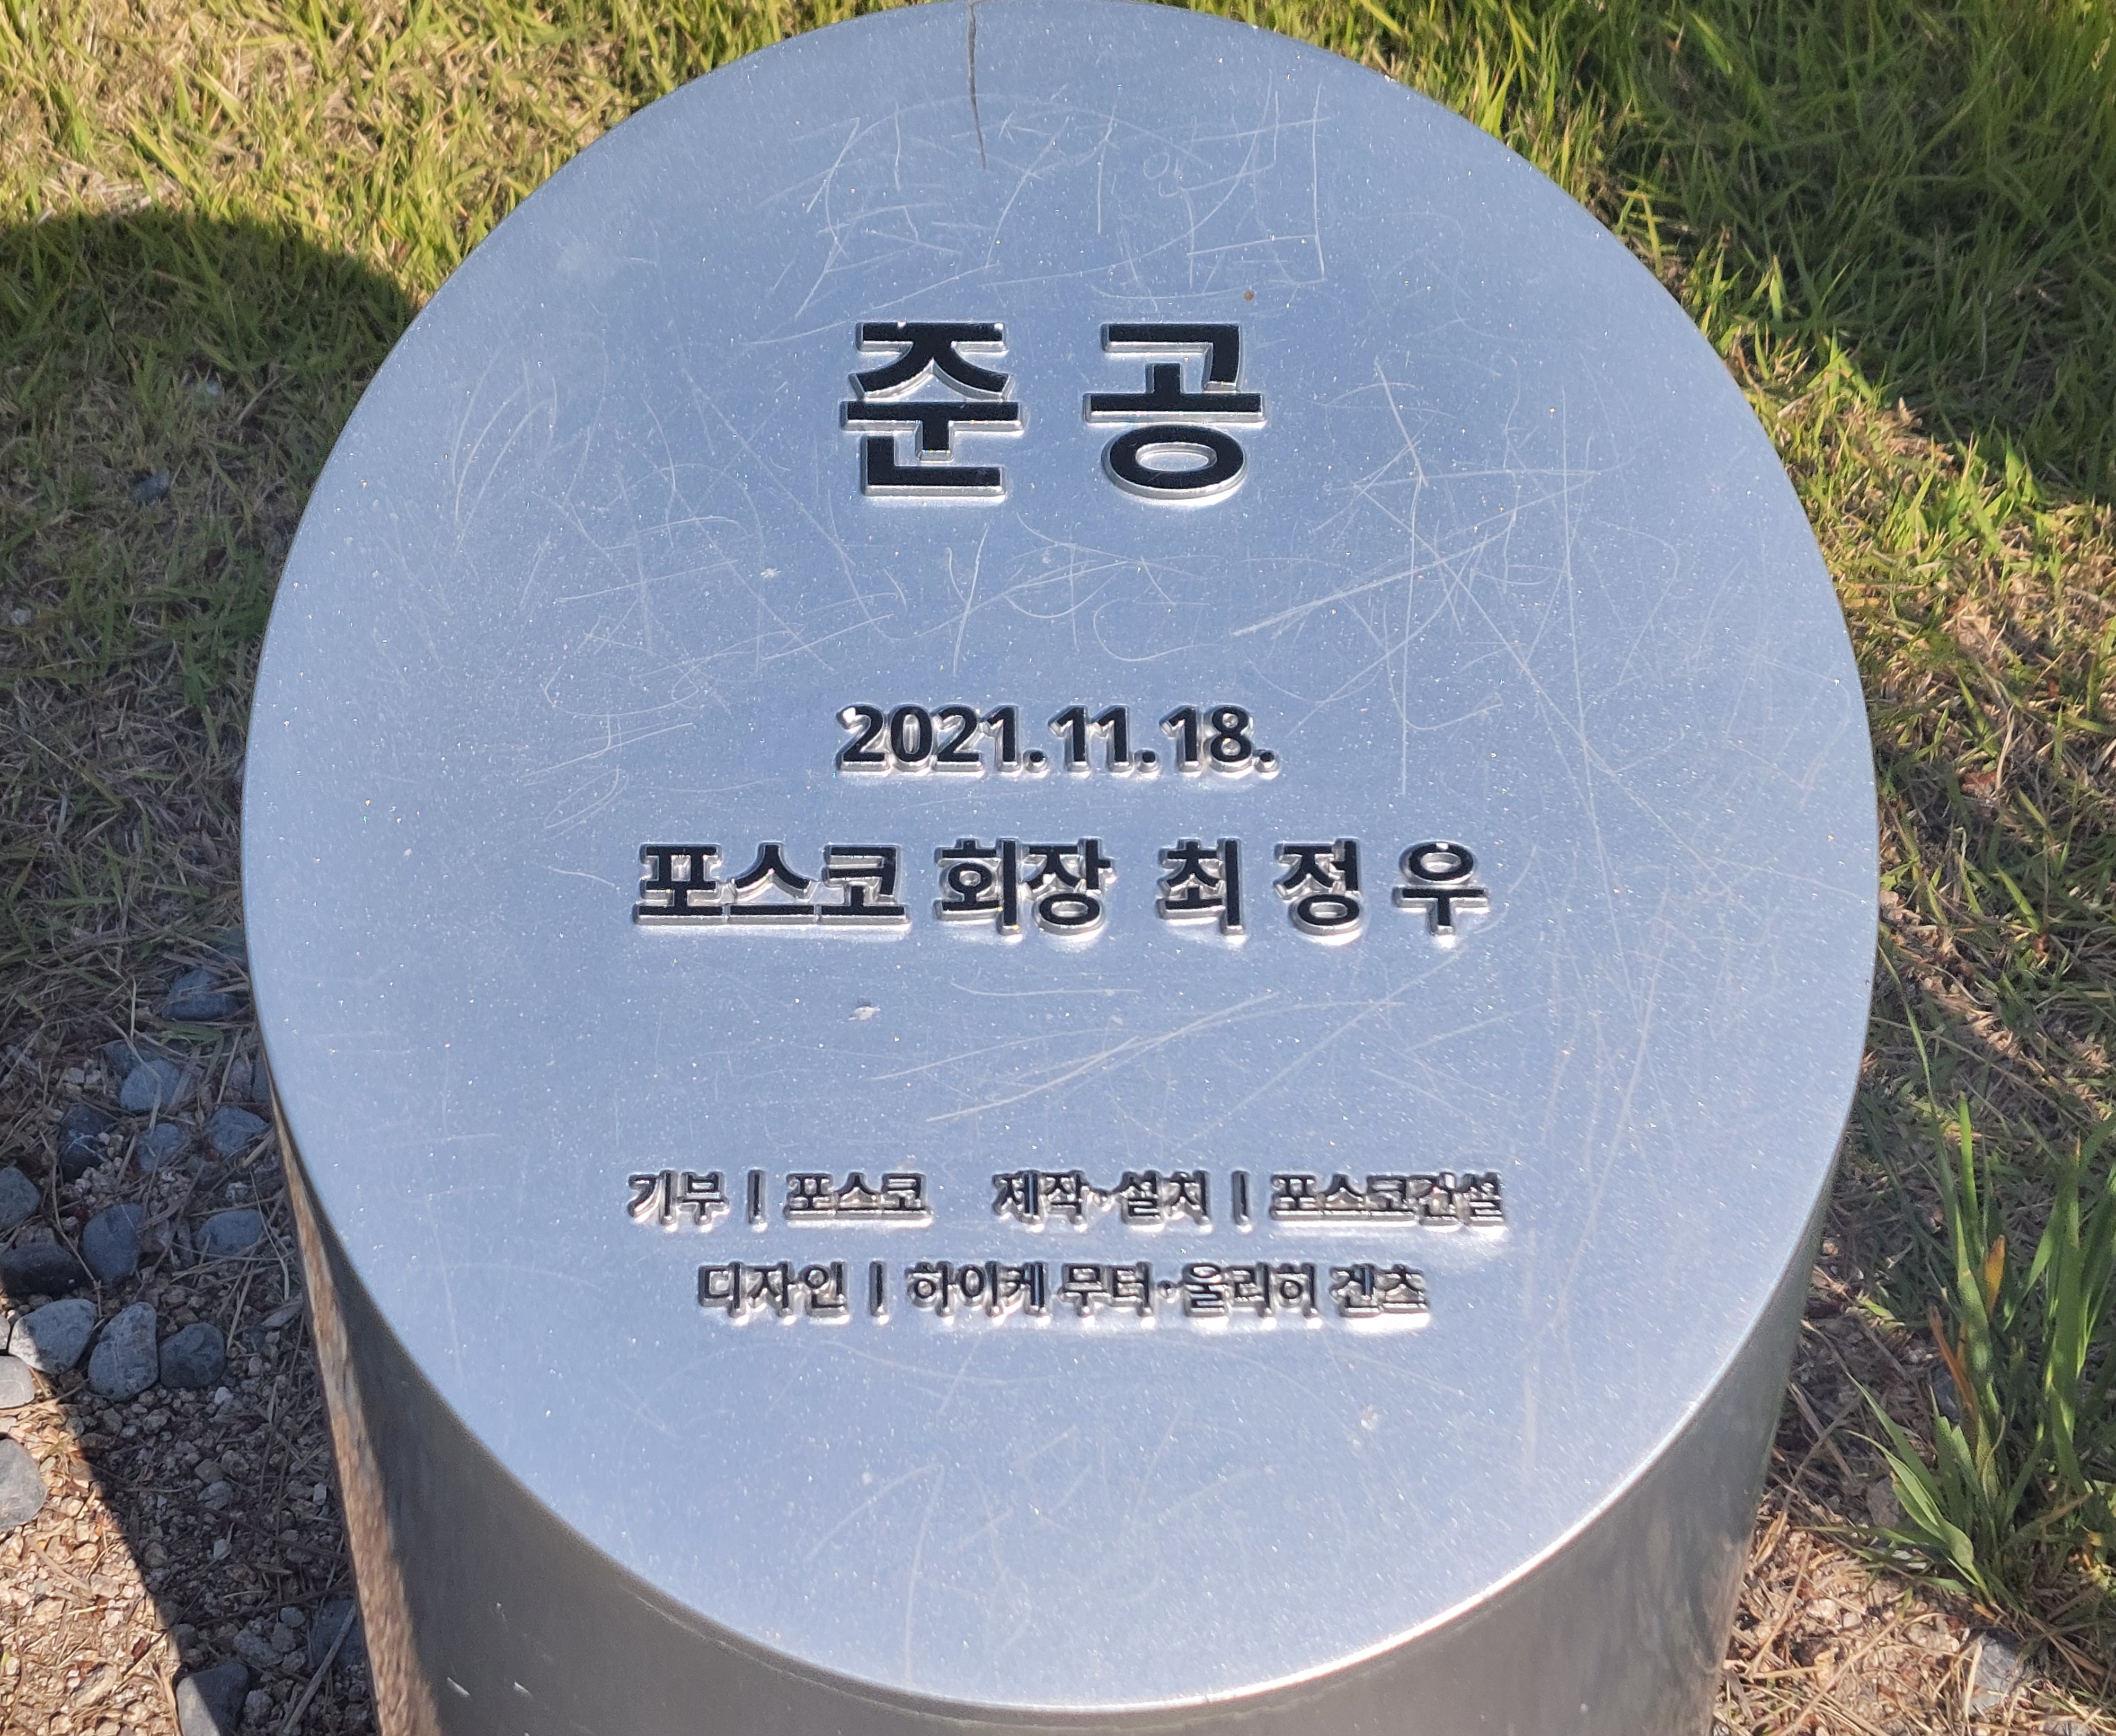 준공
2021.11.18.
포스코 회장 최정우
기부 | 포스코 제작·설치 | 포스코건설
디자인 | 하이케 무터·울리히 겐츠